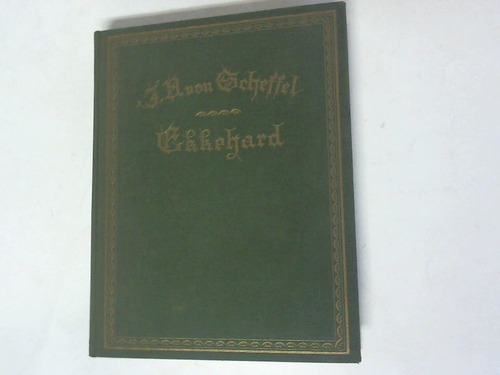 J. V. von Scheffel
Ekkehard